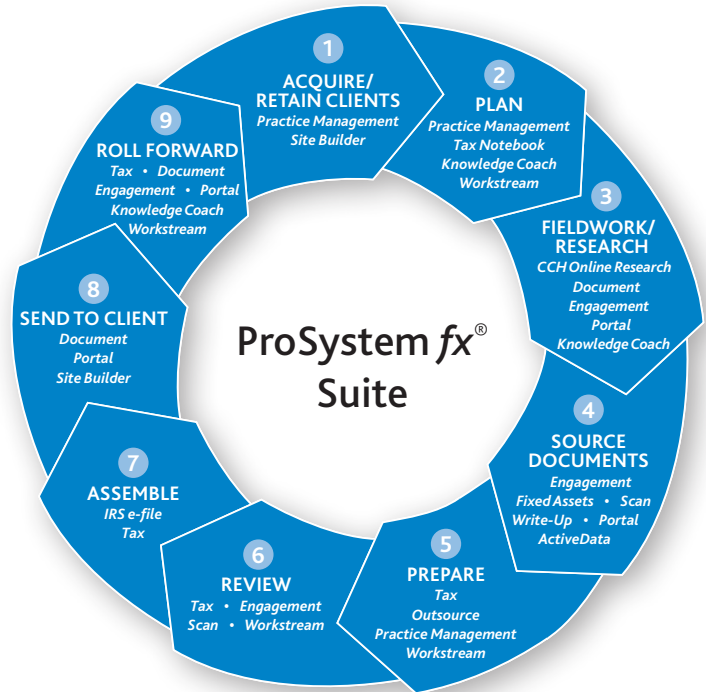 1
ACQUIRE/
RETAIN CLIENTS
Practice Management
Site Builder
2
PLAN
Practice Management
Tax Notebook
Knowledge Coach
Workstream
3
FIELDWORK/
RESEARCH
CCH Online Research
Document
Engagement
Portal
Knowledge Coach
4
SOURCE
DOCUMENTS
Engagement
Fixed Assets • Scan
Write-Up • Portal
ActiveData
5
PREPARE
Tax
Outsource
Practice Management
Workstream
6
REVIEW
Tax • Engagement
Scan • Workstream
7
ASSEMBLE
IRS e-file
Tax
8
SEND TO CLIENT
Document
Portal
Site Builder
9
ROLL FORWARD
Tax • Document
Engagement • Portal
Knowledge Coach
Workstream
ProSystem fx®
Suite